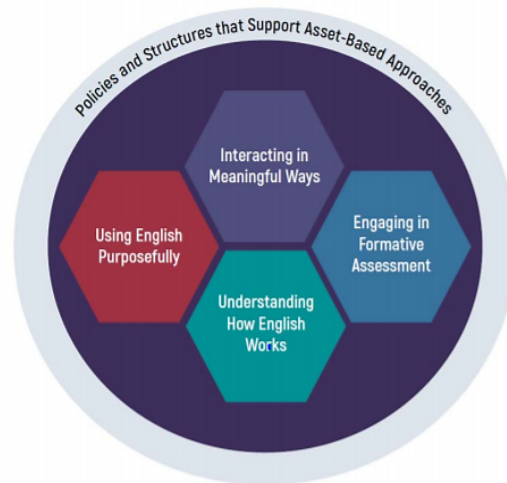 Policies and Structures that Support Asset-Based Approaches
Interacting in
Meaningful Ways
Using English
Purposefully
Engaging in
Formative
Assessment
Understanding
How English
Works